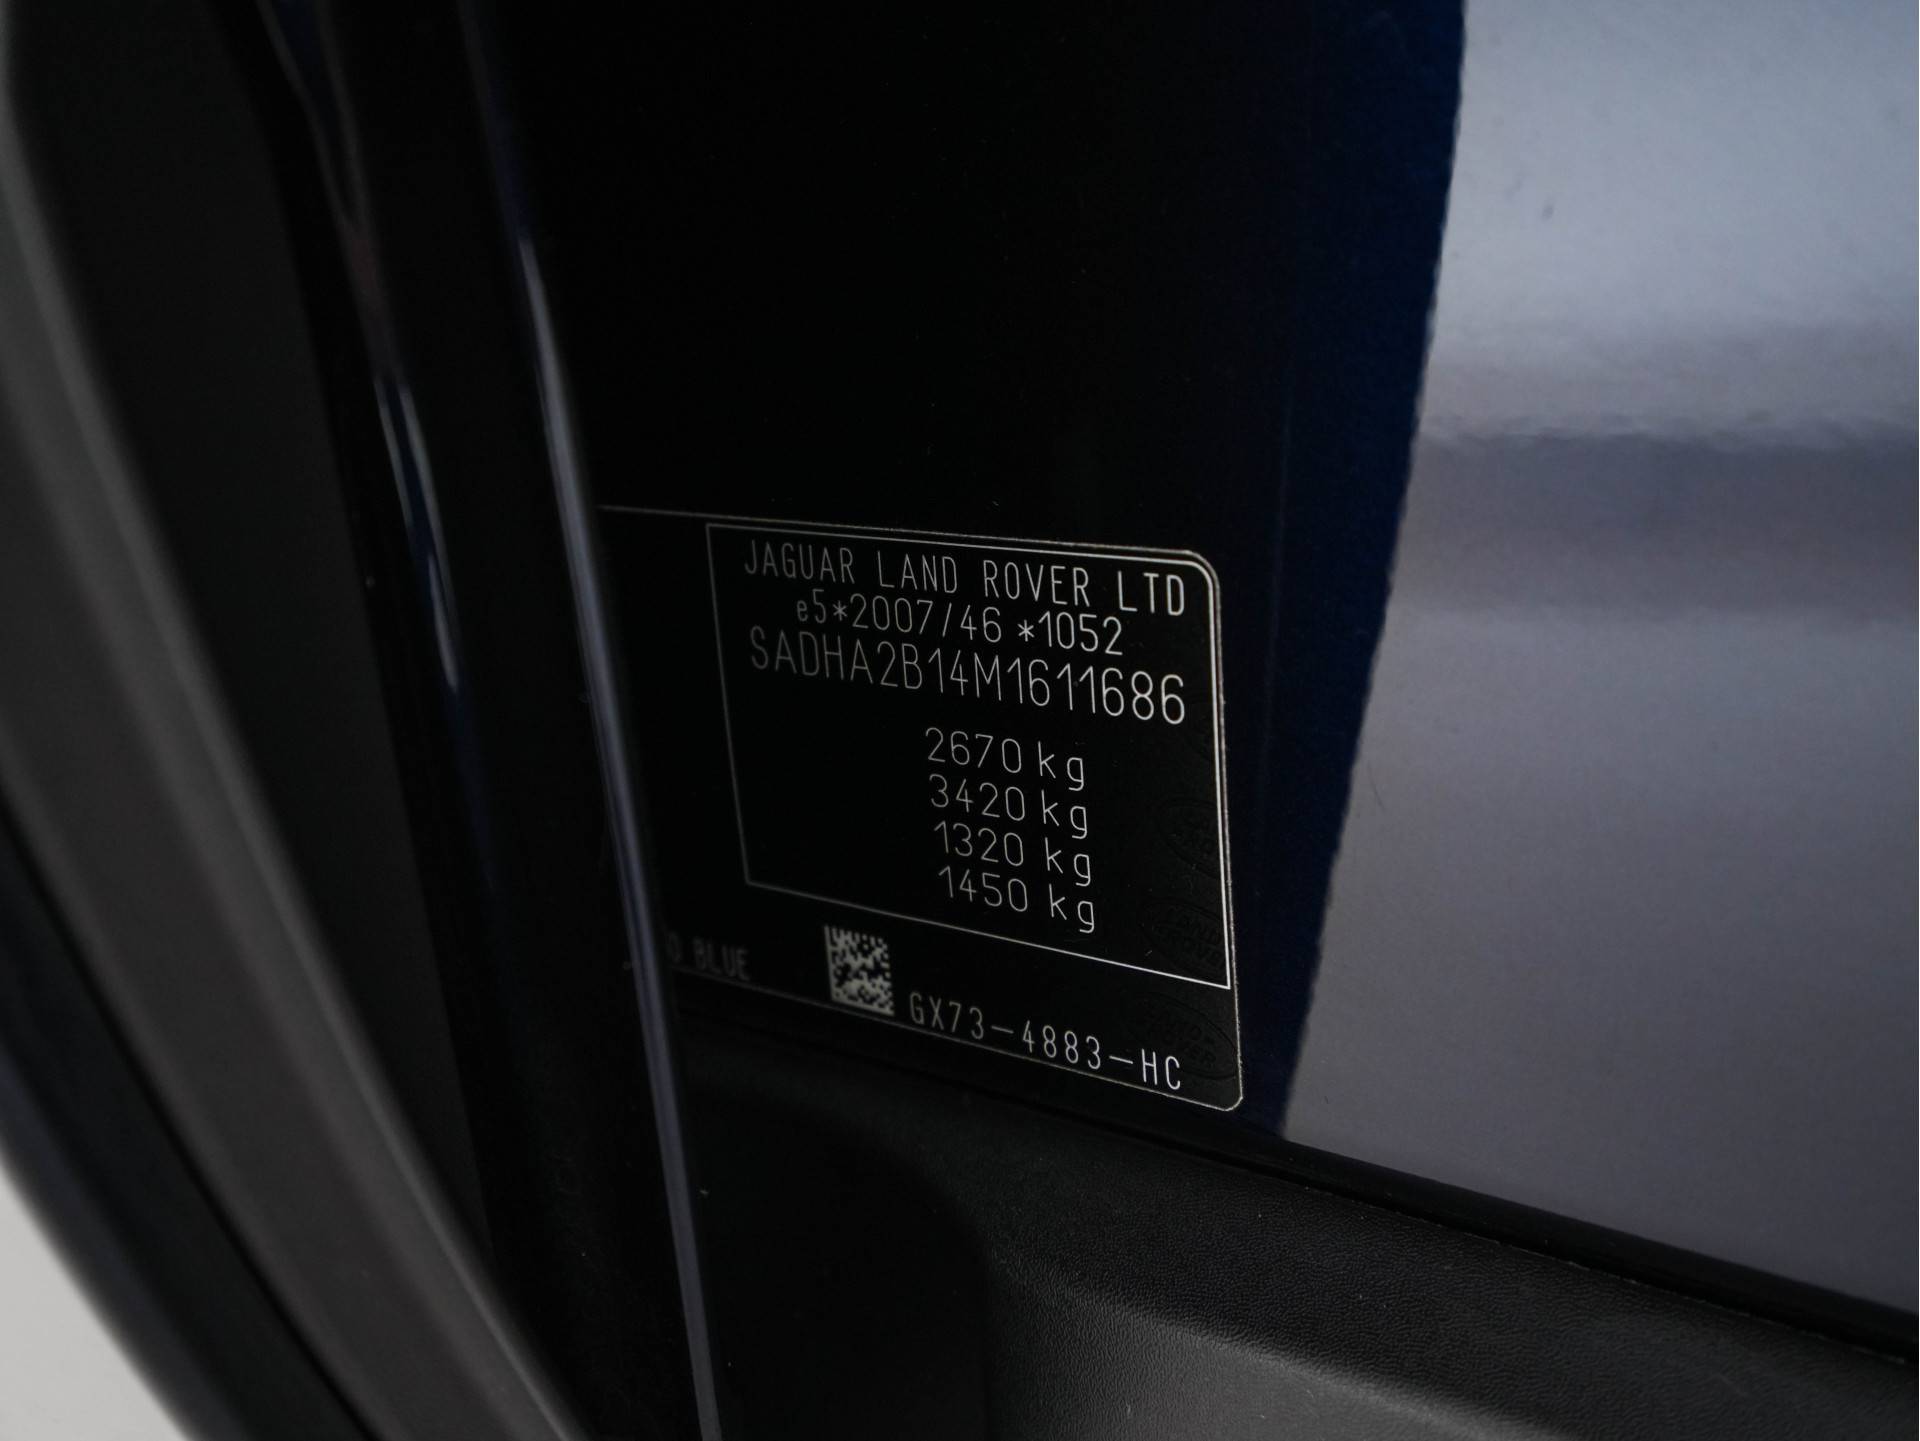 JAGUAR LAND ROVER LTD
e5*2007/46*1052
SADHA2B14M1611686
2670 kg
3420 kg
1320 kg
1450 kg
BLUE
GX73-4883-HC